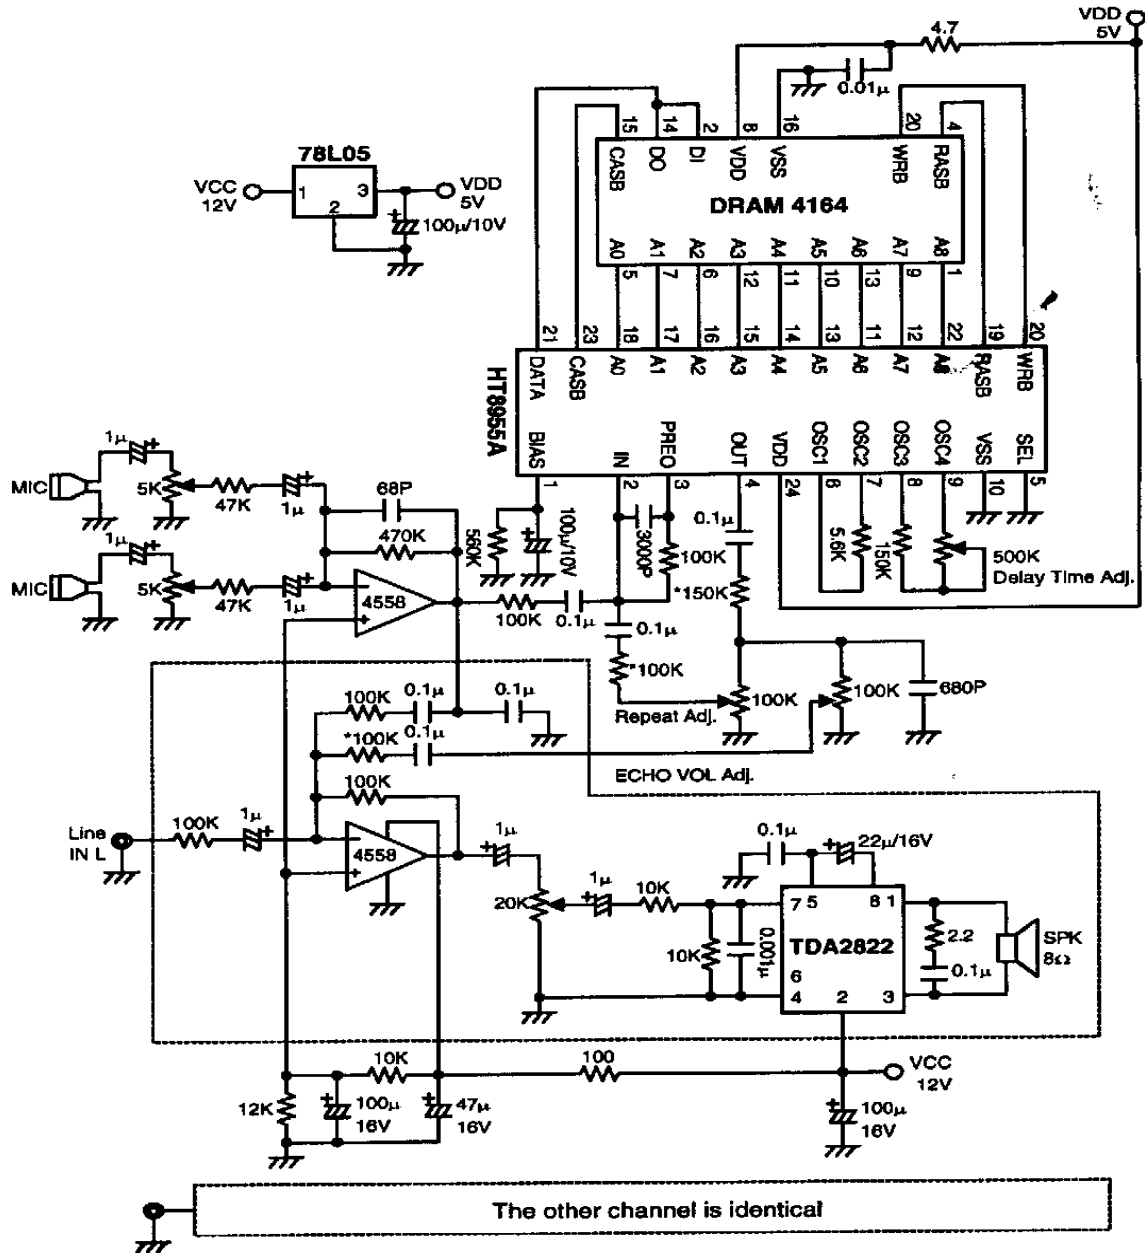 VDD
5V
4.7
0.01μ
15 14 2 8 16 20 4
CASB DO DI VDD VSS WRB RASB
DRAM 4164
A0 A1 A2 A3 A4 A5 A6 A7 A8
5 7 6 12 11 10 13 9 1
78L05
VCC
12V
1 3
2
VDD
5V
100μ/10V
21 23 18 17 16 15 14 13 11 12 22 19 20
DATA CASB A0 A1 A2 A3 A4 A5 A6 A7 A8 RASB WRB
HT8955A
BIAS IN PREO OUT VDD OSC1 OSC2 OSC3 OSC4 VSS SEL
1 2 3 4 24 6 7 8 9 10 5
MIC
1μ
5K
47K
1μ
68P
470K
MIC
1μ
5K
47K
1μ
4558
560K
100μ/10V
3000P
100K
0.1μ
*150K
5.6K
150K
500K
Delay Time Adj.
100K
0.1μ
0.1μ
*100K
Repeat Adj.
100K
100K
680P
100K
0.1μ
0.1μ
*100K
0.1μ
ECHO VOL Adj.
100K
Line
IN L
100K
1μ
4558
1μ
20K
1μ
10K
10K
0.001μ
0.1μ
22μ/16V
7 5 8 1
TDA2822
6
4 2 3
2.2
0.1μ
SPK
8Ω
10K
100
VCC
12V
12K
100μ
16V
47μ
16V
100μ
16V
The other channel is identical